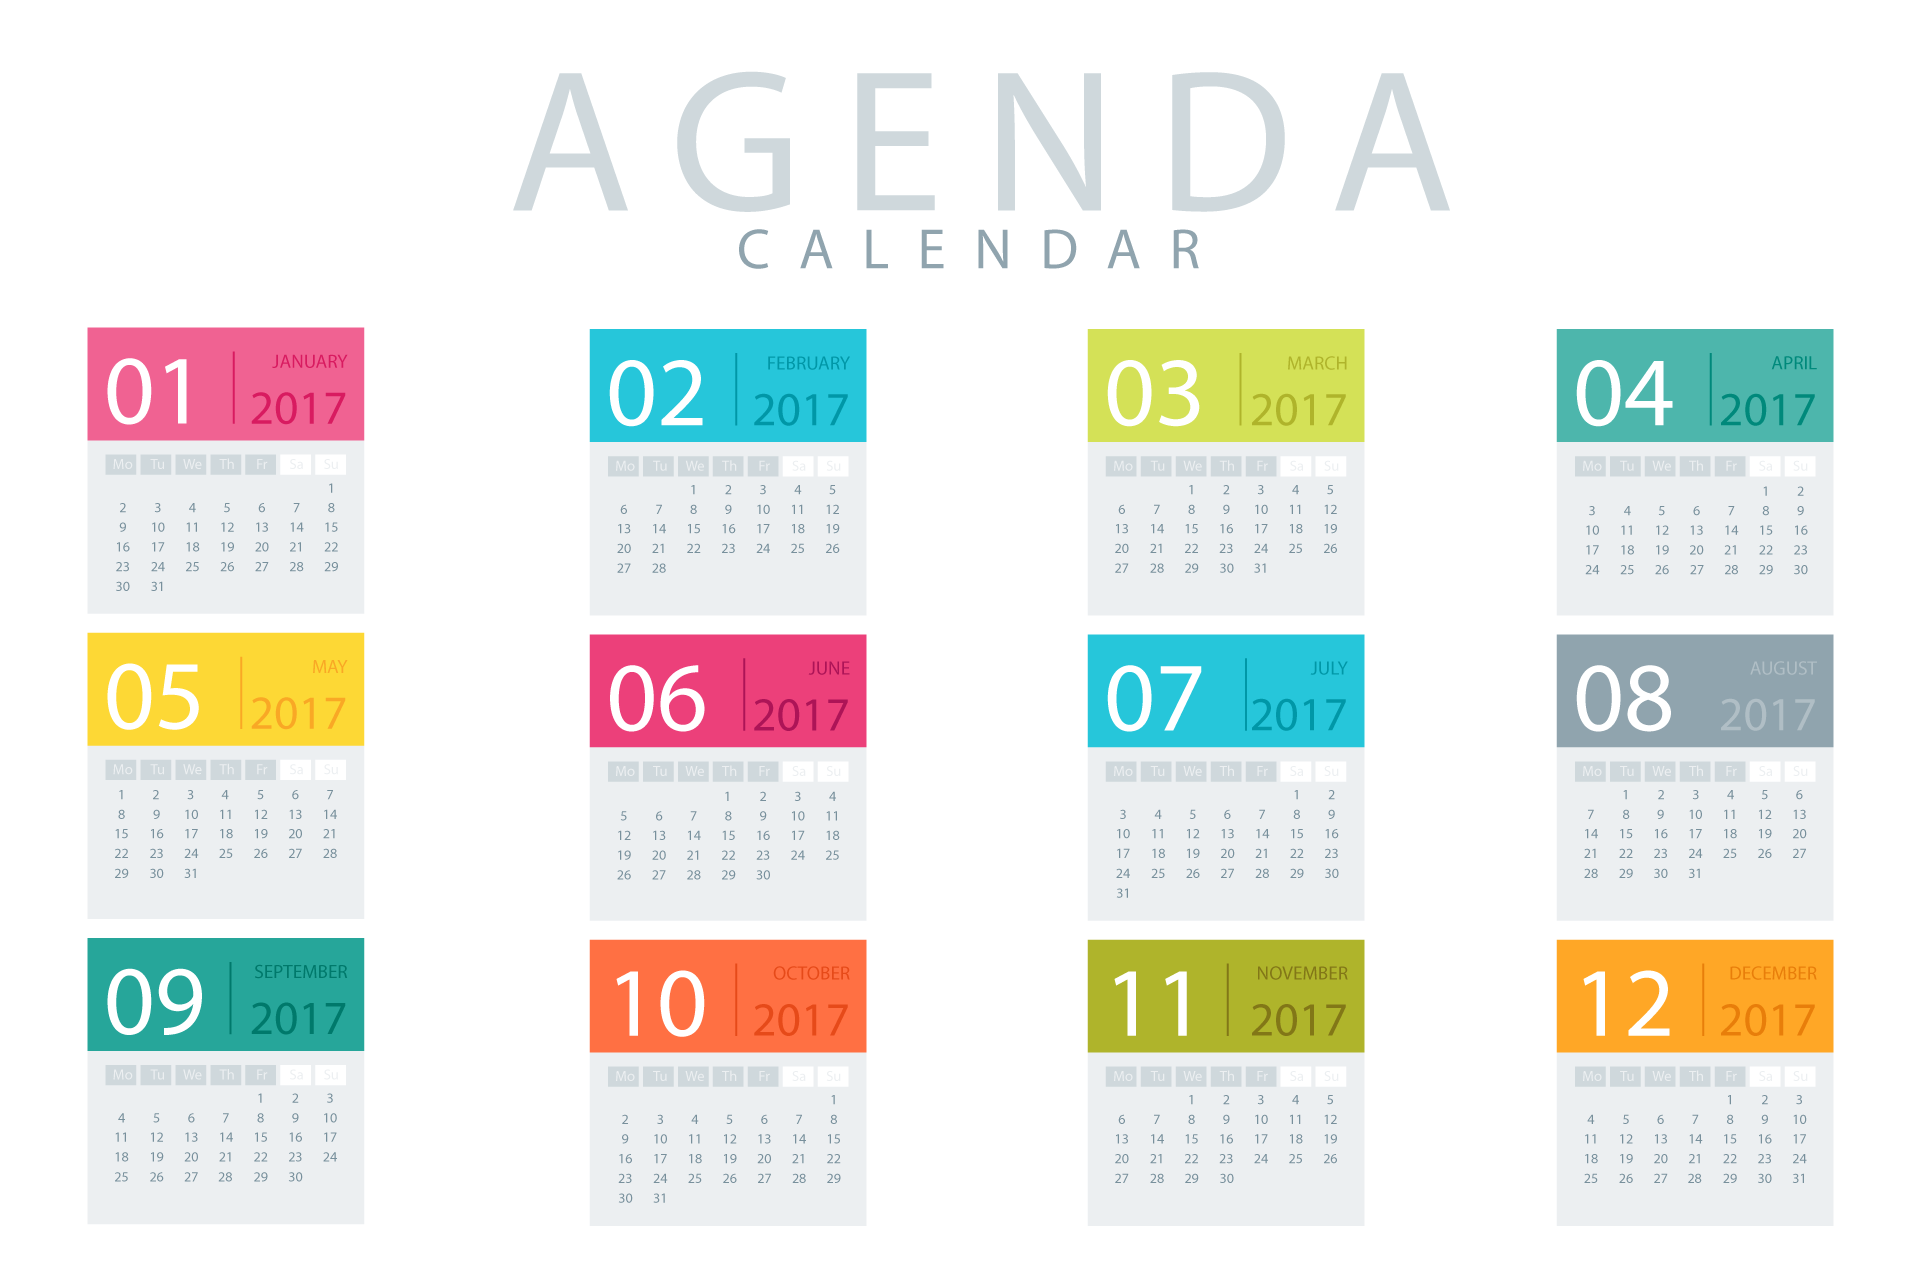 AGENDA
CALENDAR
01 JANUARY 2017
Mo Tu We Th Fr Sa Su
1
2 3 4 5 6 7 8
9 10 11 12 13 14 15
16 17 18 19 20 21 22
23 24 25 26 27 28 29
30 31
02 FEBRUARY 2017
Mo Tu We Th Fr Sa Su
1 2 3 4 5
6 7 8 9 10 11 12
13 14 15 16 17 18 19
20 21 22 23 24 25 26
27 28
03 MARCH 2017
Mo Tu We Th Fr Sa Su
1 2 3 4 5
6 7 8 9 10 11 12
13 14 15 16 17 18 19
20 21 22 23 24 25 26
27 28 29 30 31
04 APRIL 2017
Mo Tu We Th Fr Sa Su
1 2
3 4 5 6 7 8 9
10 11 12 13 14 15 16
17 18 19 20 21 22 23
24 25 26 27 28 29 30
05 MAY 2017
Mo Tu We Th Fr Sa Su
1 2 3 4 5 6 7
8 9 10 11 12 13 14
15 16 17 18 19 20 21
22 23 24 25 26 27 28
29 30 31
06 JUNE 2017
Mo Tu We Th Fr Sa Su
1 2 3 4
5 6 7 8 9 10 11
12 13 14 15 16 17 18
19 20 21 22 23 24 25
26 27 28 29 30
07 JULY 2017
Mo Tu We Th Fr Sa Su
1 2
3 4 5 6 7 8 9
10 11 12 13 14 15 16
17 18 19 20 21 22 23
24 25 26 27 28 29 30
31
08 AUGUST 2017
Mo Tu We Th Fr Sa Su
1 2 3 4 5 6
7 8 9 10 11 12 13
14 15 16 17 18 19 20
21 22 23 24 25 26 27
28 29 30 31
09 SEPTEMBER 2017
Mo Tu We Th Fr Sa Su
1 2 3
4 5 6 7 8 9 10
11 12 13 14 15 16 17
18 19 20 21 22 23 24
25 26 27 28 29 30
10 OCTOBER 2017
Mo Tu We Th Fr Sa Su
1
2 3 4 5 6 7 8
9 10 11 12 13 14 15
16 17 18 19 20 21 22
23 24 25 26 27 28 29
30 31
11 NOVEMBER 2017
Mo Tu We Th Fr Sa Su
1 2 3 4 5
6 7 8 9 10 11 12
13 14 15 16 17 18 19
20 21 22 23 24 25 26
27 28 29 30
12 DECEMBER 2017
Mo Tu We Th Fr Sa Su
1 2 3
4 5 6 7 8 9 10
11 12 13 14 15 16 17
18 19 20 21 22 23 24
25 26 27 28 29 30 31